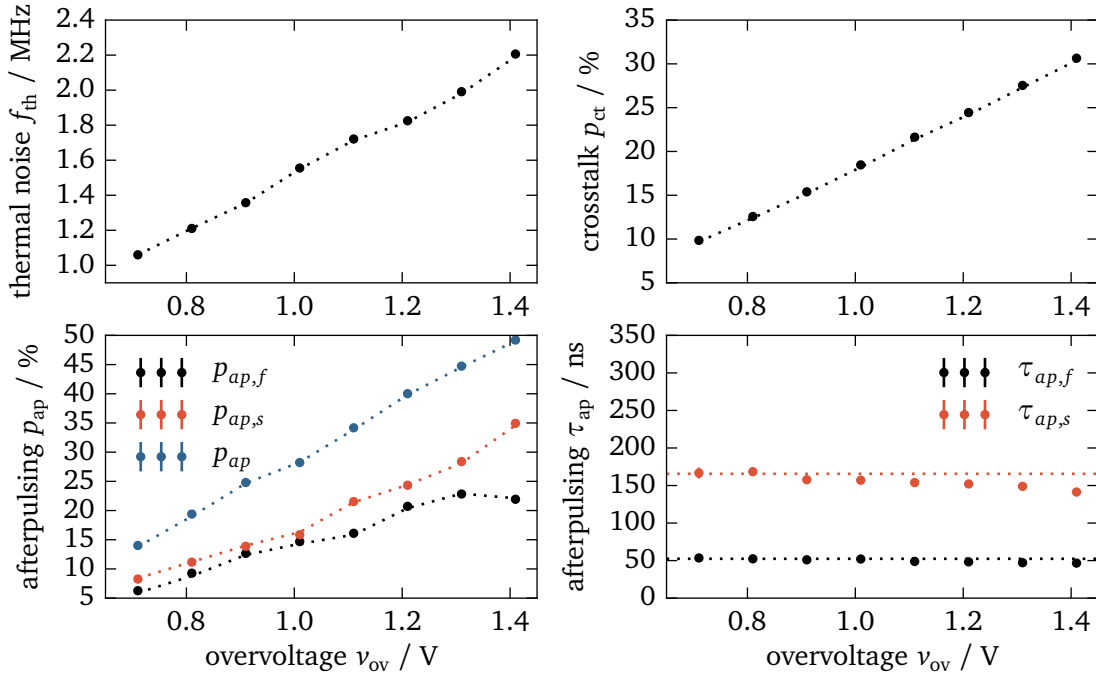 thermal noise f_th / MHz
2.4
2.2
2.0
1.8
1.6
1.4
1.2
1.0
0.8 1.0 1.2 1.4
crosstalk p_ct / %
35
30
25
20
15
10
5
0.8 1.0 1.2 1.4
afterpulsing p_ap / %
50
45
40
35
30
25
20
15
10
5
p_ap,f
p_ap,s
p_ap
0.8 1.0 1.2 1.4
overvoltage v_ov / V
afterpulsing τ_ap / ns
350
300
250
200
150
100
50
0
τ_ap,f
τ_ap,s
0.8 1.0 1.2 1.4
overvoltage v_ov / V